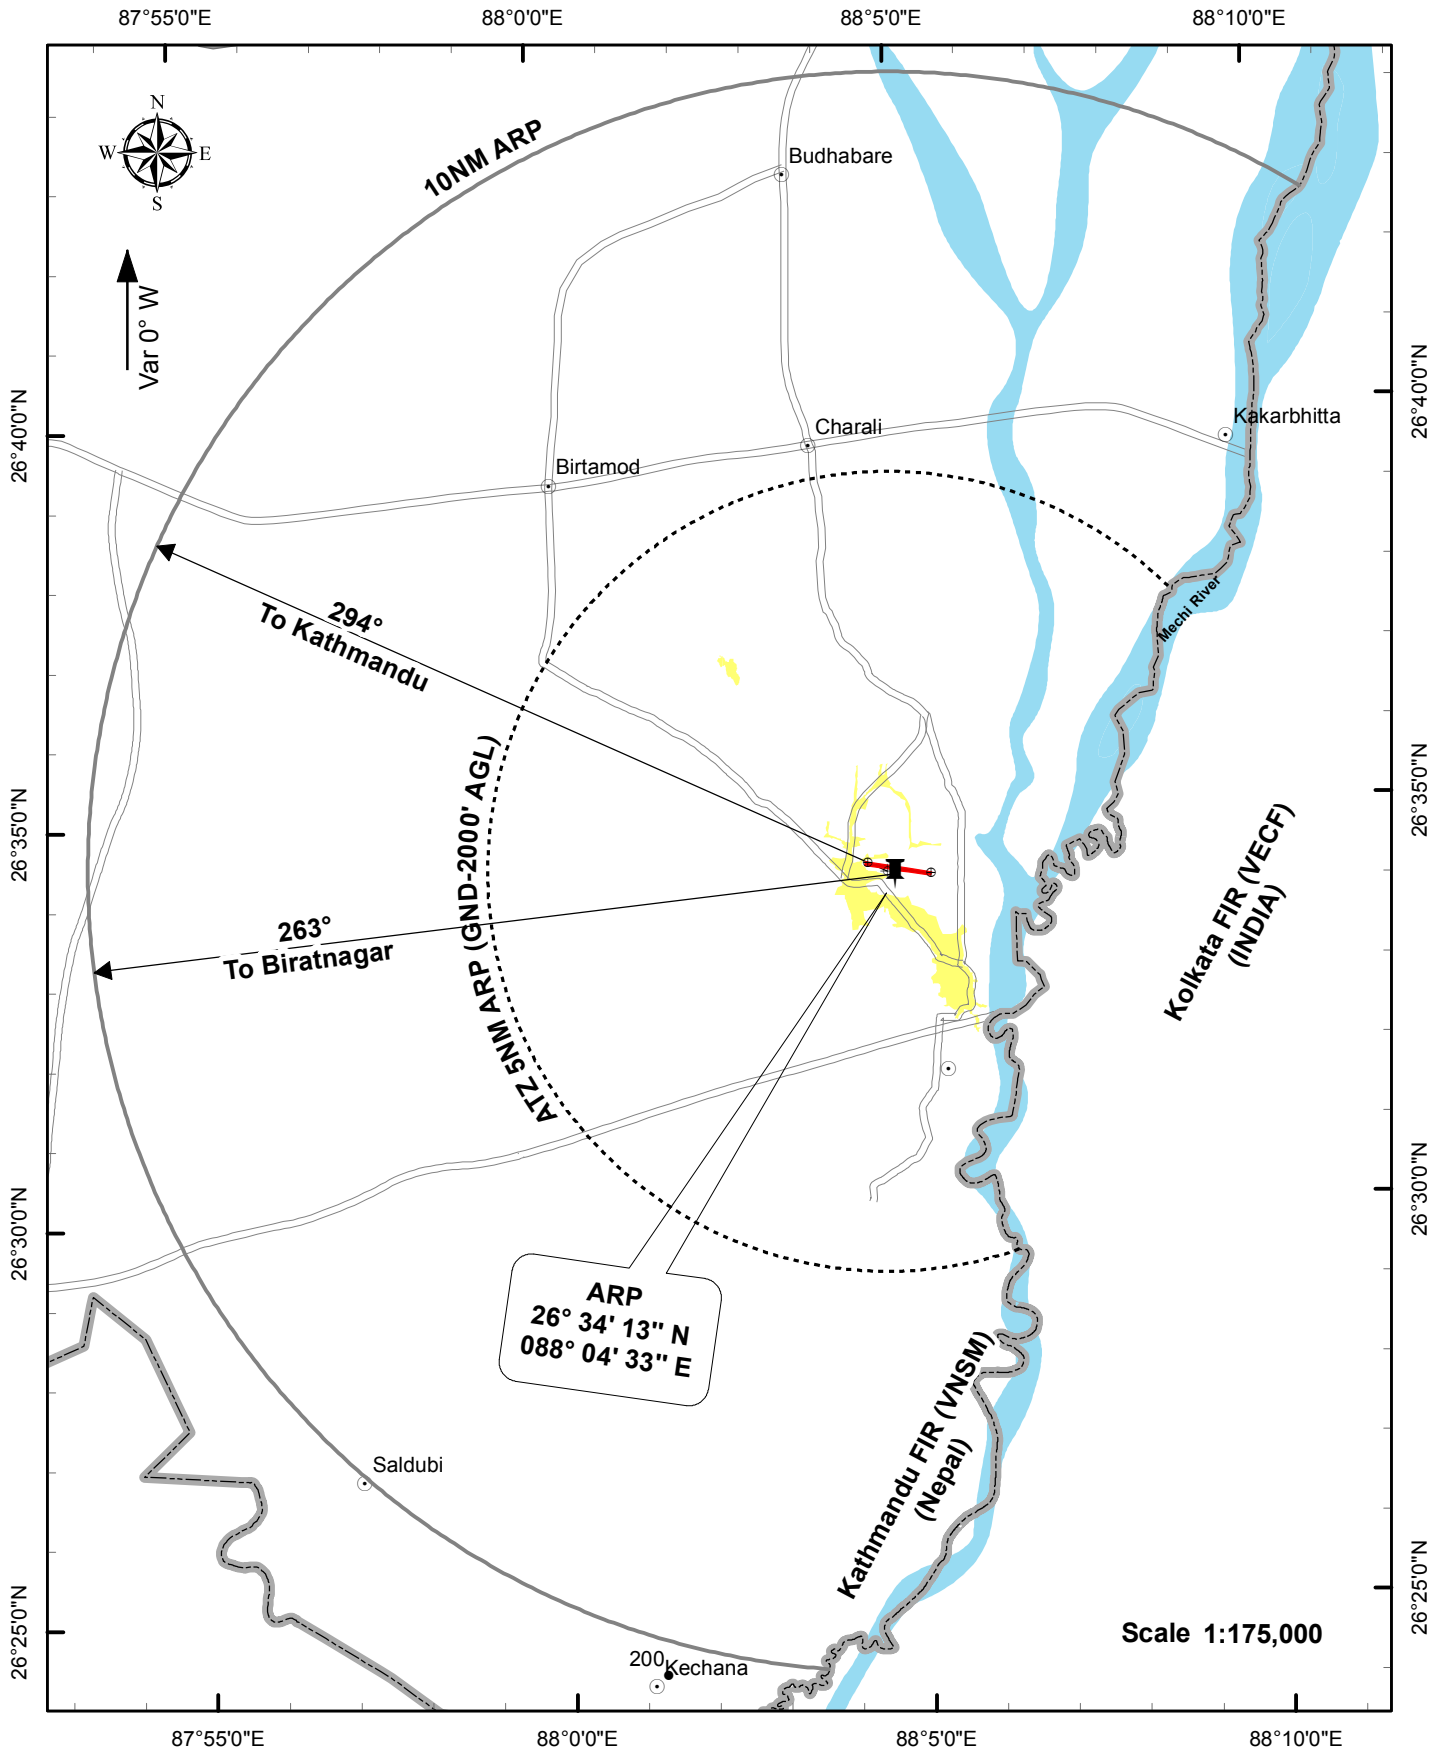 87°55'0"E
88°0'0"E
88°5'0"E
88°10'0"E
N
W
E
S
10NM ARP
Budhabare
Var 0° W
26°40'0"N
26°40'0"N
Kakarbhitta
Charali
Birtamod
294°
To Kathmandu
Mechi River
26°35'0"N
26°35'0"N
ATZ 5NM ARP (GND-2000' AGL)
Kolkata FIR (VECF)
(INDIA)
263°
To Biratnagar
26°30'0"N
26°30'0"N
ARP
26° 34' 13" N
088° 04' 33" E
Kathmandu FIR (VNSM)
(Nepal)
Saldubi
26°25'0"N
26°25'0"N
Scale 1:175,000
200
Kechana
87°55'0"E
88°0'0"E
88°5'0"E
88°10'0"E